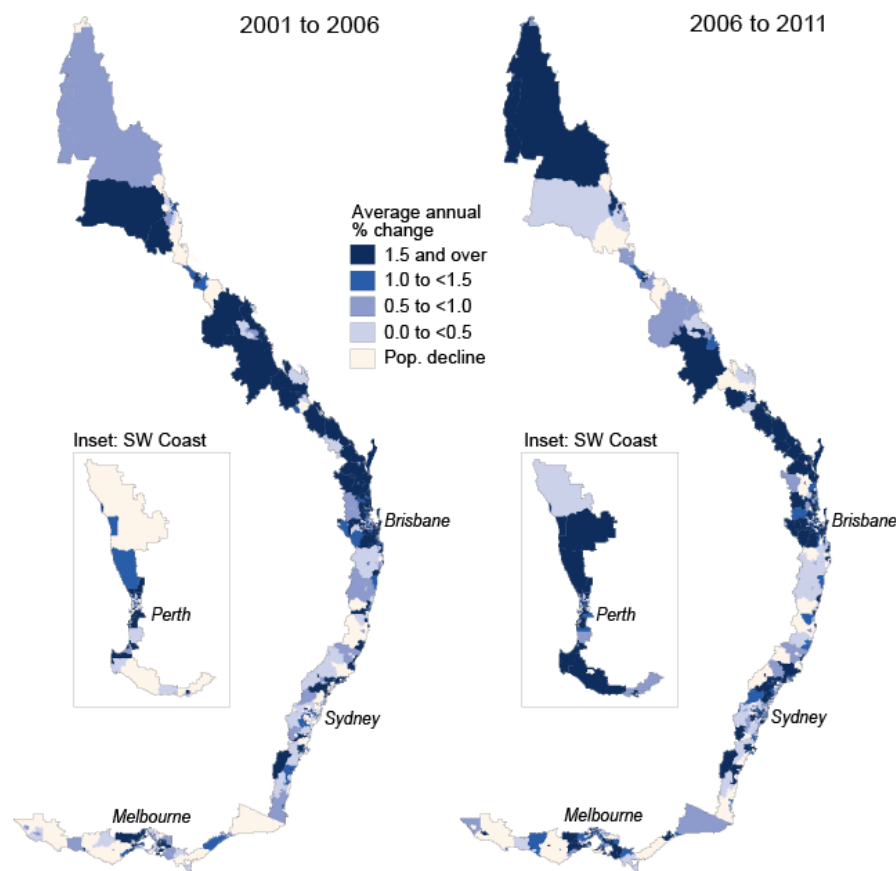 2001 to 2006
2006 to 2011
Average annual
% change
1.5 and over
1.0 to <1.5
0.5 to <1.0
0.0 to <0.5
Pop. decline
Inset: SW Coast
Perth
Brisbane
Sydney
Melbourne
Inset: SW Coast
Perth
Brisbane
Sydney
Melbourne